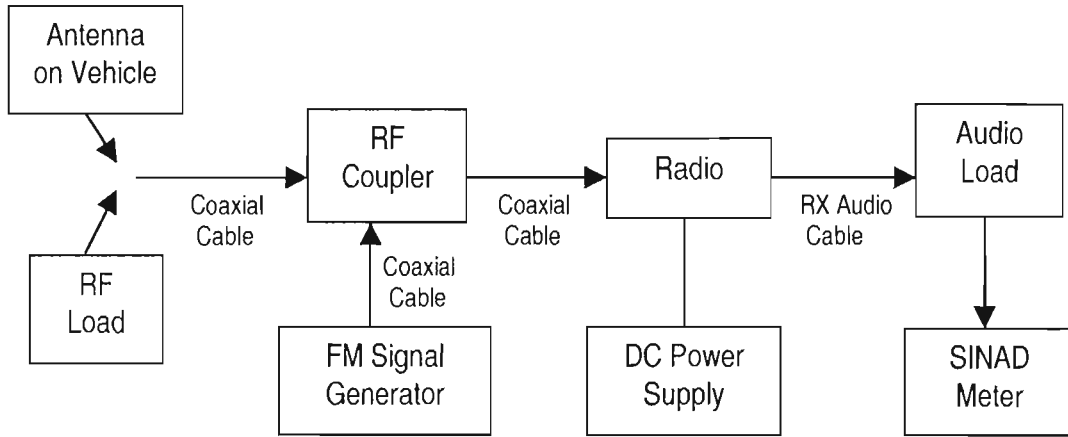 Antenna
on Vehicle
RF
Coupler
Radio
Audio
Load
Coaxial
Cable
Coaxial
Cable
RX Audio
Cable
RF
Load
Coaxial
Cable
FM Signal
Generator
DC Power
Supply
SINAD
Meter